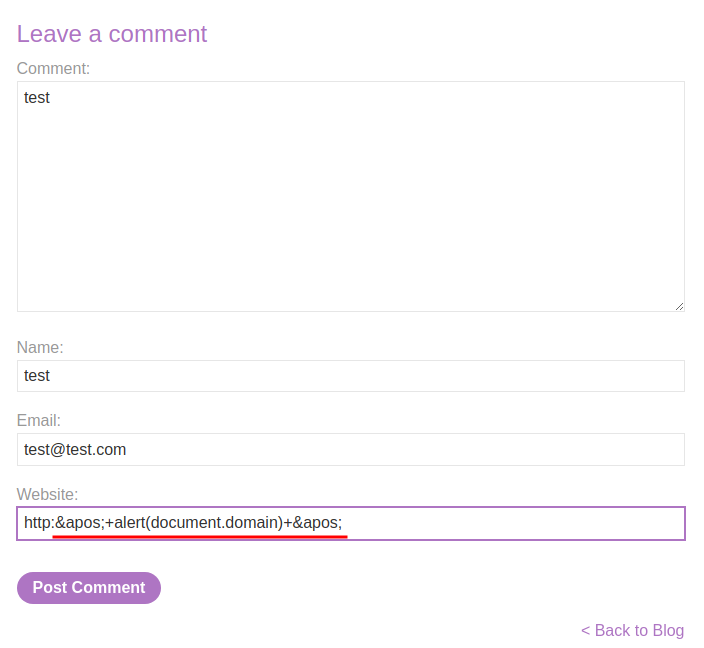 Leave a comment
Comment:
test
Name:
test
Email:
test@test.com
Website:
http:&apos;+alert(document.domain)+&apos;
Post Comment
< Back to Blog